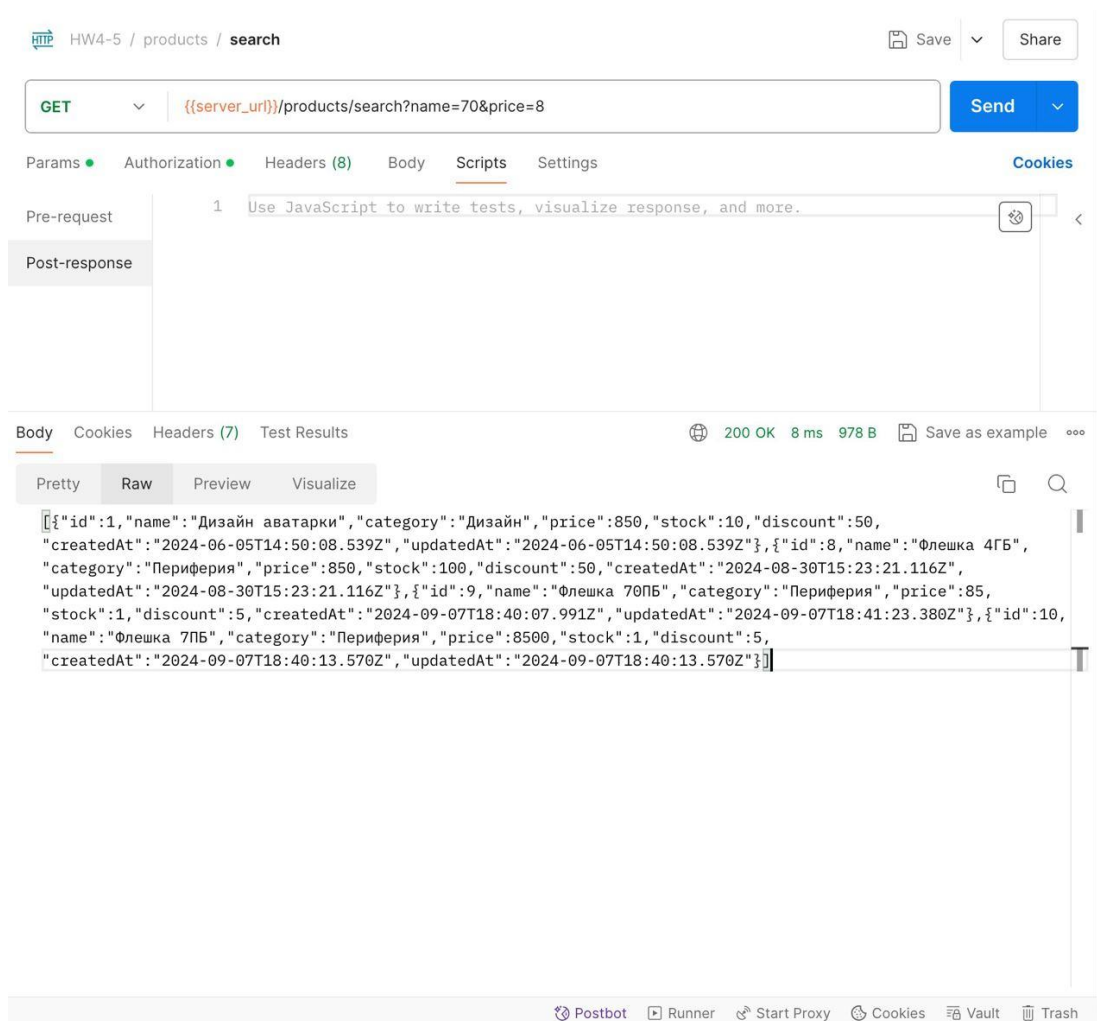 HTTP HW4-5 / products / search Save Share
GET {{server_url}}/products/search?name=70&price=8 Send
Params Authorization Headers (8) Body Scripts Settings Cookies
Pre-request
1 Use JavaScript to write tests, visualize response, and more.
Post-response
Body Cookies Headers (7) Test Results 200 OK 8 ms 978 B Save as example
Pretty Raw Preview Visualize
[{"id":1,"name":"Дизайн аватарки","category":"Дизайн","price":850,"stock":10,"discount":50,
"createdAt":"2024-06-05T14:50:08.539Z","updatedAt":"2024-06-05T14:50:08.539Z"},{"id":8,"name":"Флешка 4ГБ",
"category":"Периферия","price":850,"stock":100,"discount":50,"createdAt":"2024-08-30T15:23:21.116Z",
"updatedAt":"2024-08-30T15:23:21.116Z"},{"id":9,"name":"Флешка 70ПБ","category":"Периферия","price":85,
"stock":1,"discount":5,"createdAt":"2024-09-07T18:40:07.991Z","updatedAt":"2024-09-07T18:41:23.380Z"},{"id":10,
"name":"Флешка 7ПБ","category":"Периферия","price":8500,"stock":1,"discount":5,
"createdAt":"2024-09-07T18:40:13.570Z","updatedAt":"2024-09-07T18:40:13.570Z"}]
Postbot Runner Start Proxy Cookies Vault Trash